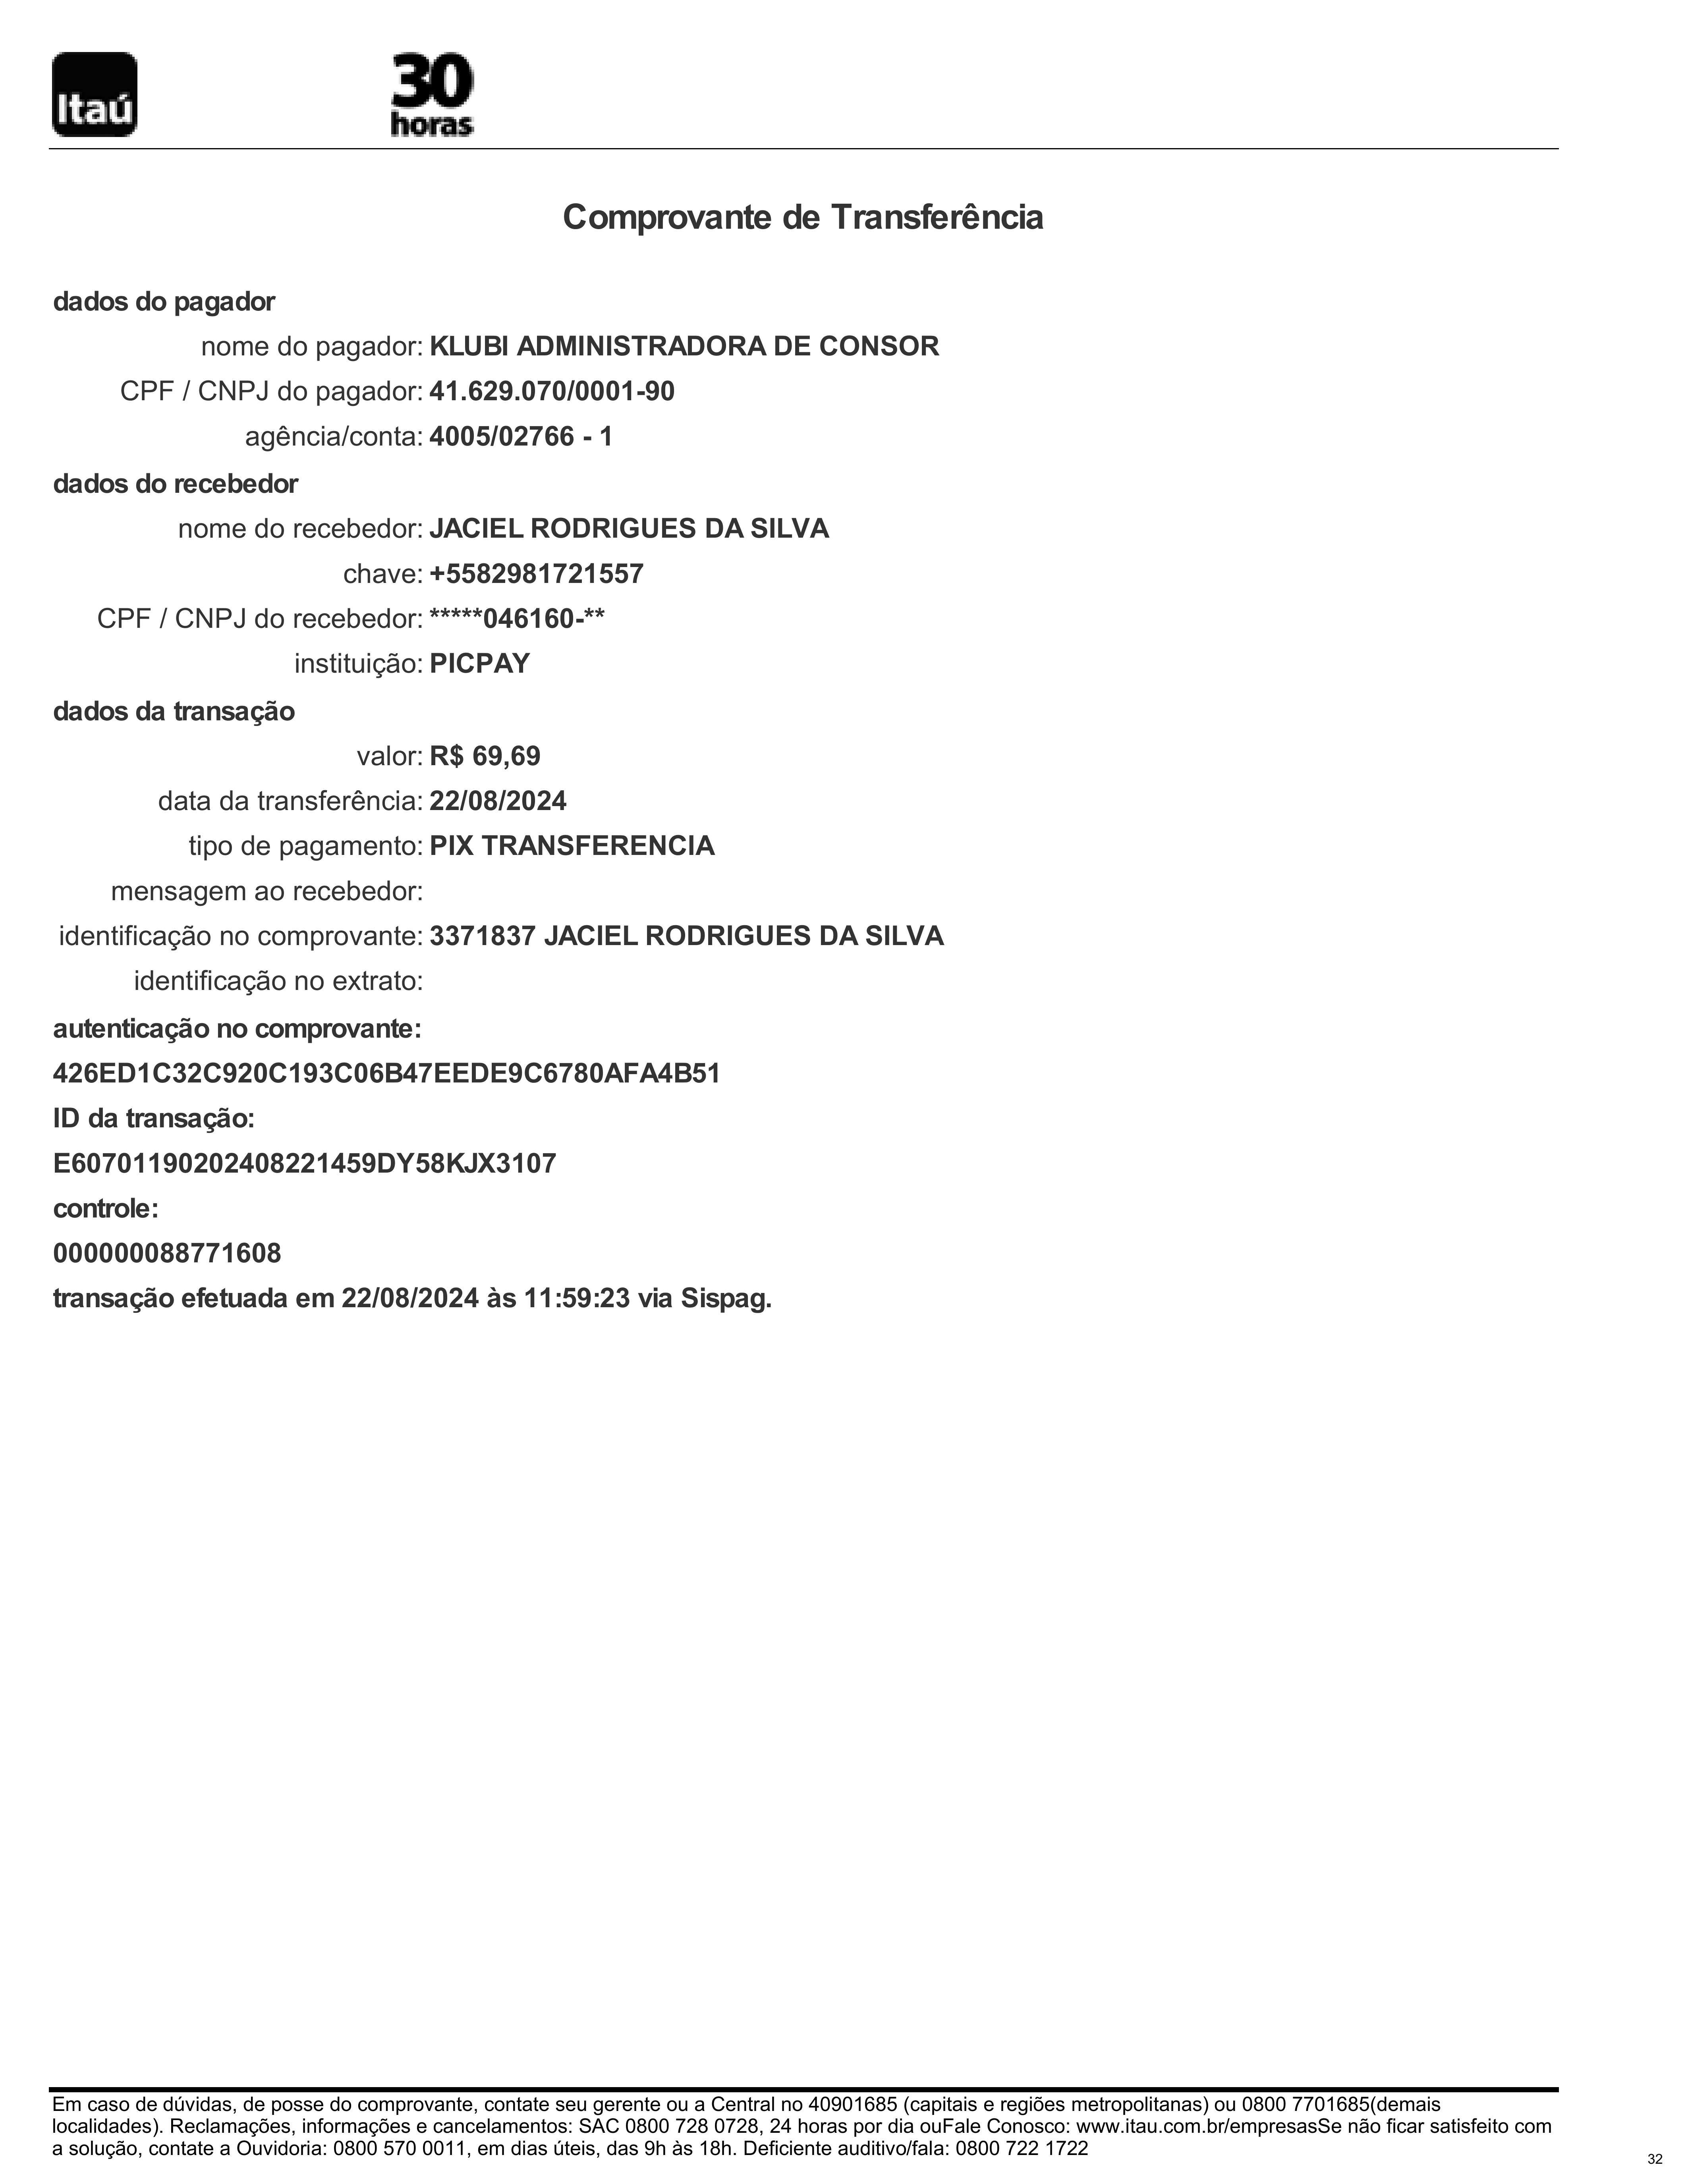 Itaú
30
horas
Comprovante de Transferência
dados do pagador
nome do pagador: KLUBI ADMINISTRADORA DE CONSOR
CPF / CNPJ do pagador: 41.629.070/0001-90
agência/conta: 4005/02766 - 1
dados do recebedor
nome do recebedor: JACIEL RODRIGUES DA SILVA
chave: +5582981721557
CPF / CNPJ do recebedor: *****046160-**
instituição: PICPAY
dados da transação
valor: R$ 69,69
data da transferência: 22/08/2024
tipo de pagamento: PIX TRANSFERENCIA
mensagem ao recebedor:
identificação no comprovante: 3371837 JACIEL RODRIGUES DA SILVA
identificação no extrato:
autenticação no comprovante:
426ED1C32C920C193C06B47EEDE9C6780AFA4B51
ID da transação:
E60701190202408221459DY58KJX3107
controle:
000000088771608
transação efetuada em 22/08/2024 às 11:59:23 via Sispag.
Em caso de dúvidas, de posse do comprovante, contate seu gerente ou a Central no 40901685 (capitais e regiões metropolitanas) ou 0800 7701685(demais
localidades). Reclamações, informações e cancelamentos: SAC 0800 728 0728, 24 horas por dia ouFale Conosco: www.itau.com.br/empresasSe não ficar satisfeito com
a solução, contate a Ouvidoria: 0800 570 0011, em dias úteis, das 9h às 18h. Deficiente auditivo/fala: 0800 722 1722
32